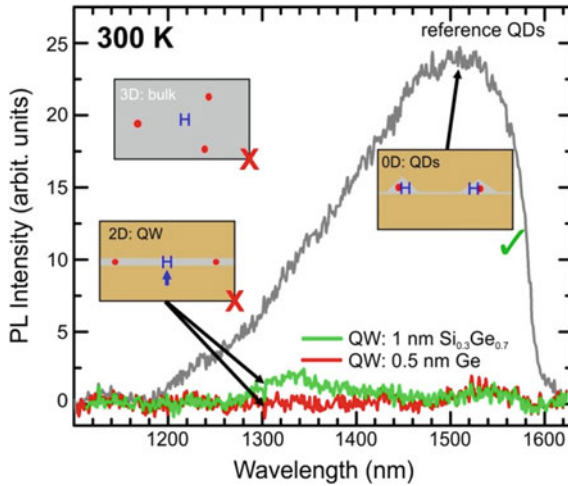 300 K
reference QDs
3D: bulk
H
X
0D: QDs
H H
2D: QW
H
X
✓
QW: 1 nm Si₀.₃Ge₀.₇
QW: 0.5 nm Ge
PL Intensity (arbit. units)
25
20
15
10
5
0
1200 1300 1400 1500 1600
Wavelength (nm)